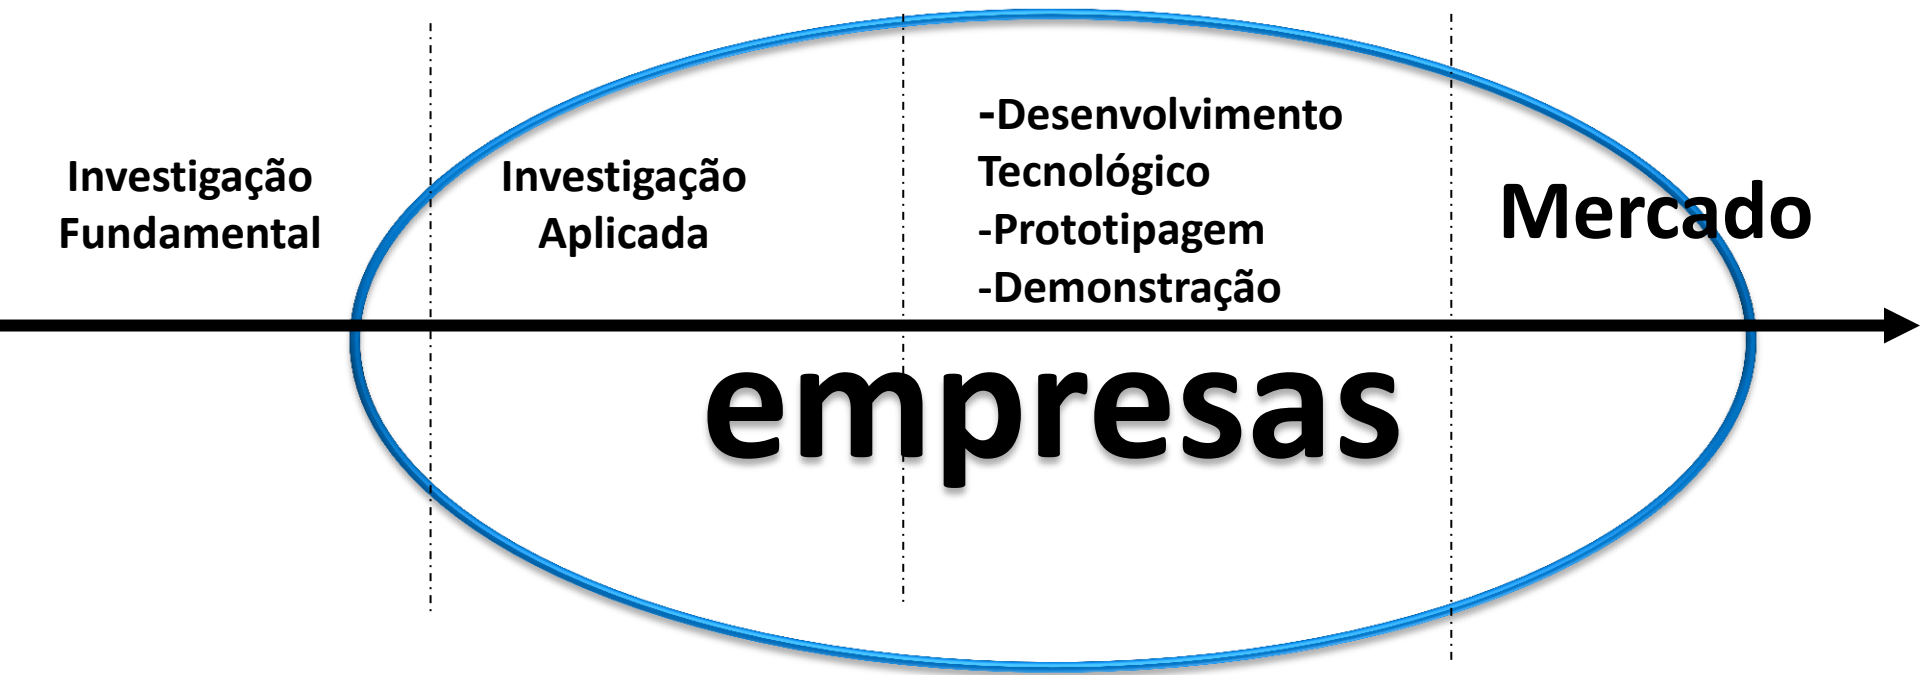 Investigação
Fundamental
Investigação
Aplicada
-Desenvolvimento
Tecnológico
-Prototipagem
-Demonstração
Mercado
empresas